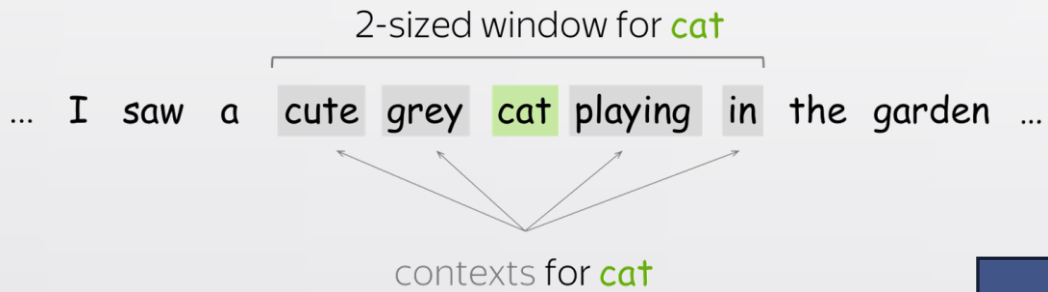 2-sized window for cat
... I saw a cute grey cat playing in the garden ...
contexts for cat